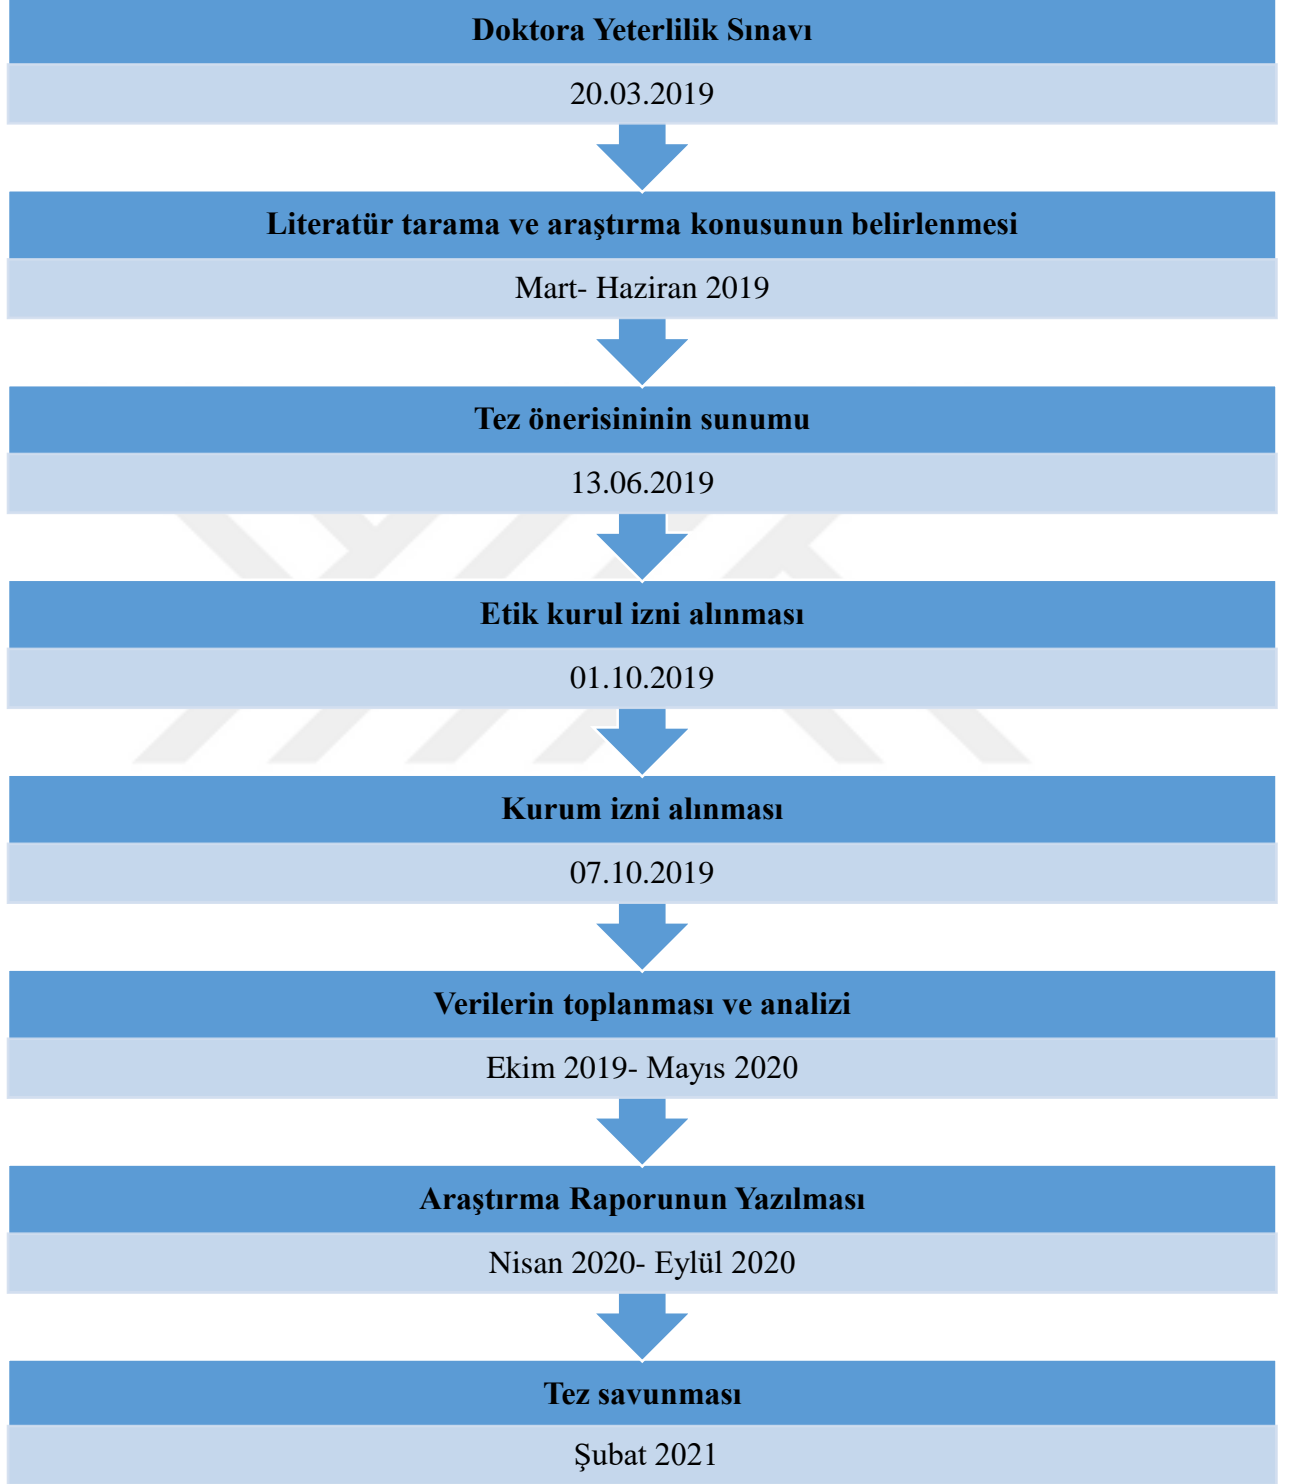 Doktora Yeterlilik Sınavı
20.03.2019
Literatür tarama ve araştırma konusunun belirlenmesi
Mart- Haziran 2019
Tez önerisininin sunumu
13.06.2019
Etik kurul izni alınması
01.10.2019
Kurum izni alınması
07.10.2019
Verilerin toplanması ve analizi
Ekim 2019- Mayıs 2020
Araştırma Raporunun Yazılması
Nisan 2020- Eylül 2020
Tez savunması
Şubat 2021